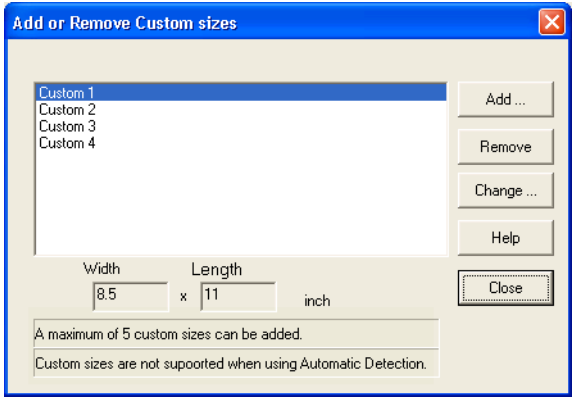 Add or Remove Custom sizes
Custom 1
Custom 2
Custom 3
Custom 4
Add ...
Remove
Change ...
Help
Close
Width Length
8.5 x 11 inch
A maximum of 5 custom sizes can be added.
Custom sizes are not supoorted when using Automatic Detection.